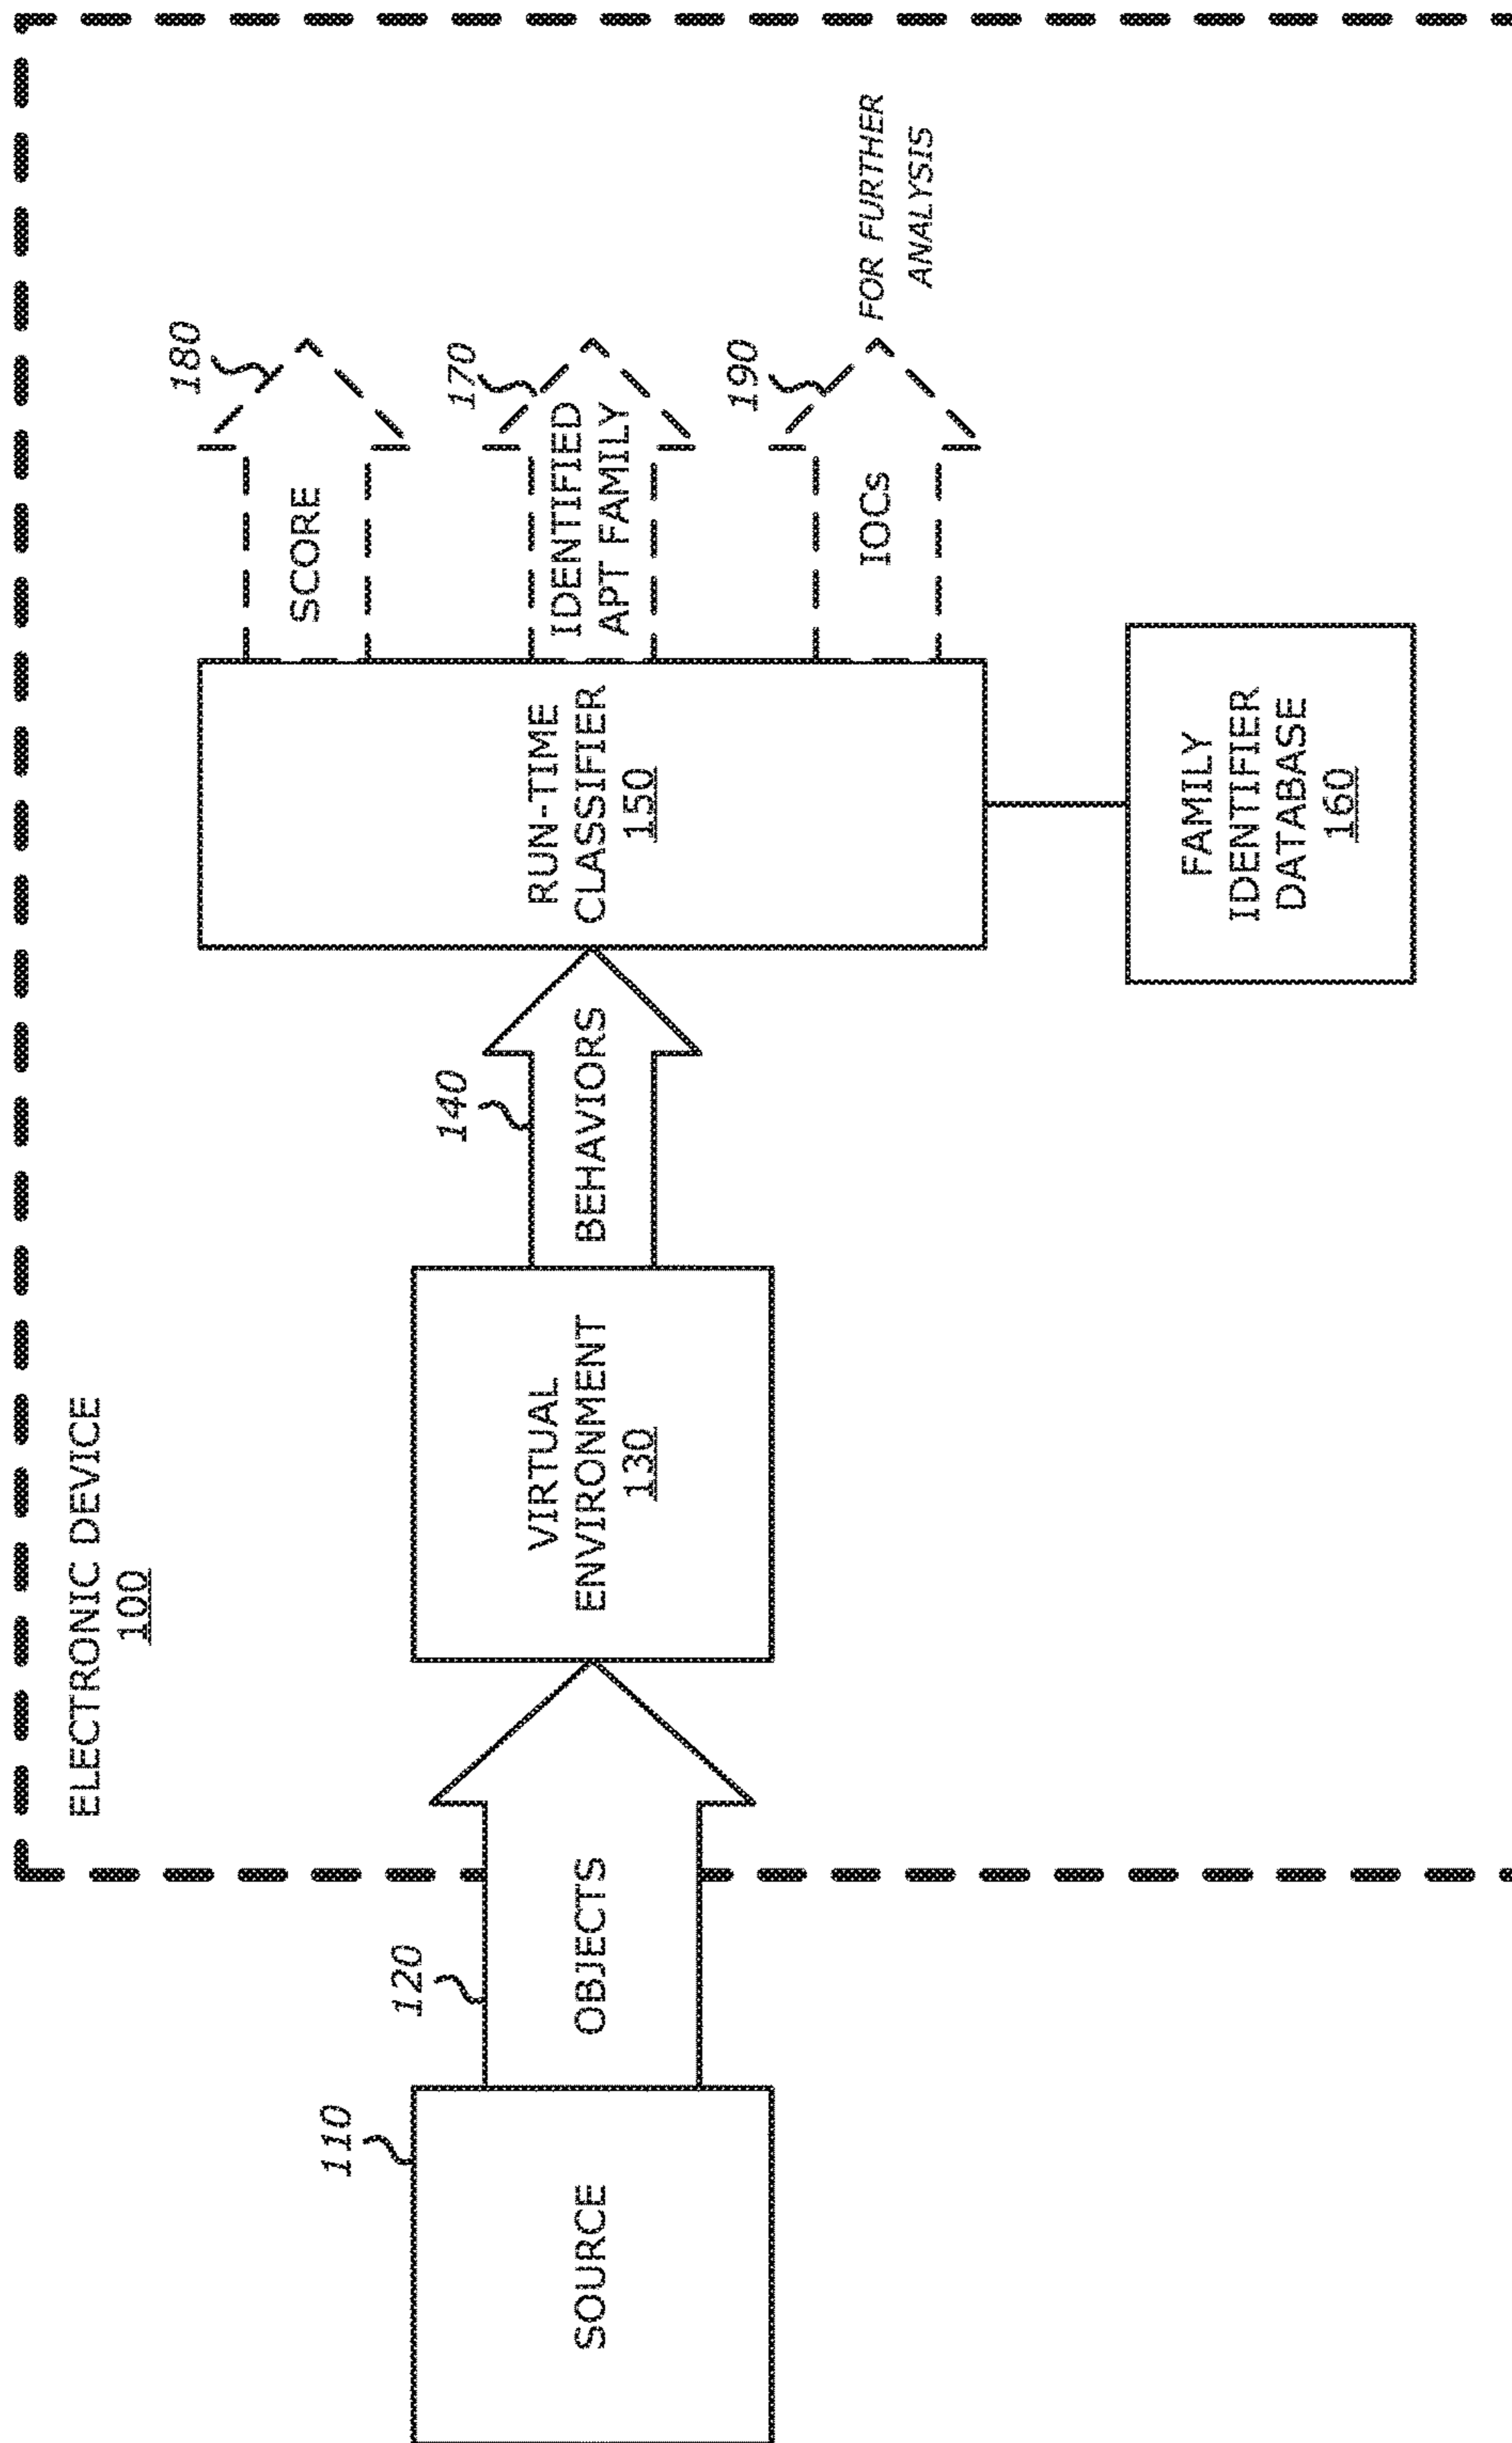 ELECTRONIC DEVICE
100
110
SOURCE
120
OBJECTS
VIRTUAL
ENVIRONMENT
130
140
BEHAVIORS
RUN-TIME
CLASSIFIER
150
180
SCORE
170
IDENTIFIED
APT FAMILY
190
IOCs
FOR FURTHER
ANALYSIS
FAMILY
IDENTIFIER
DATABASE
160